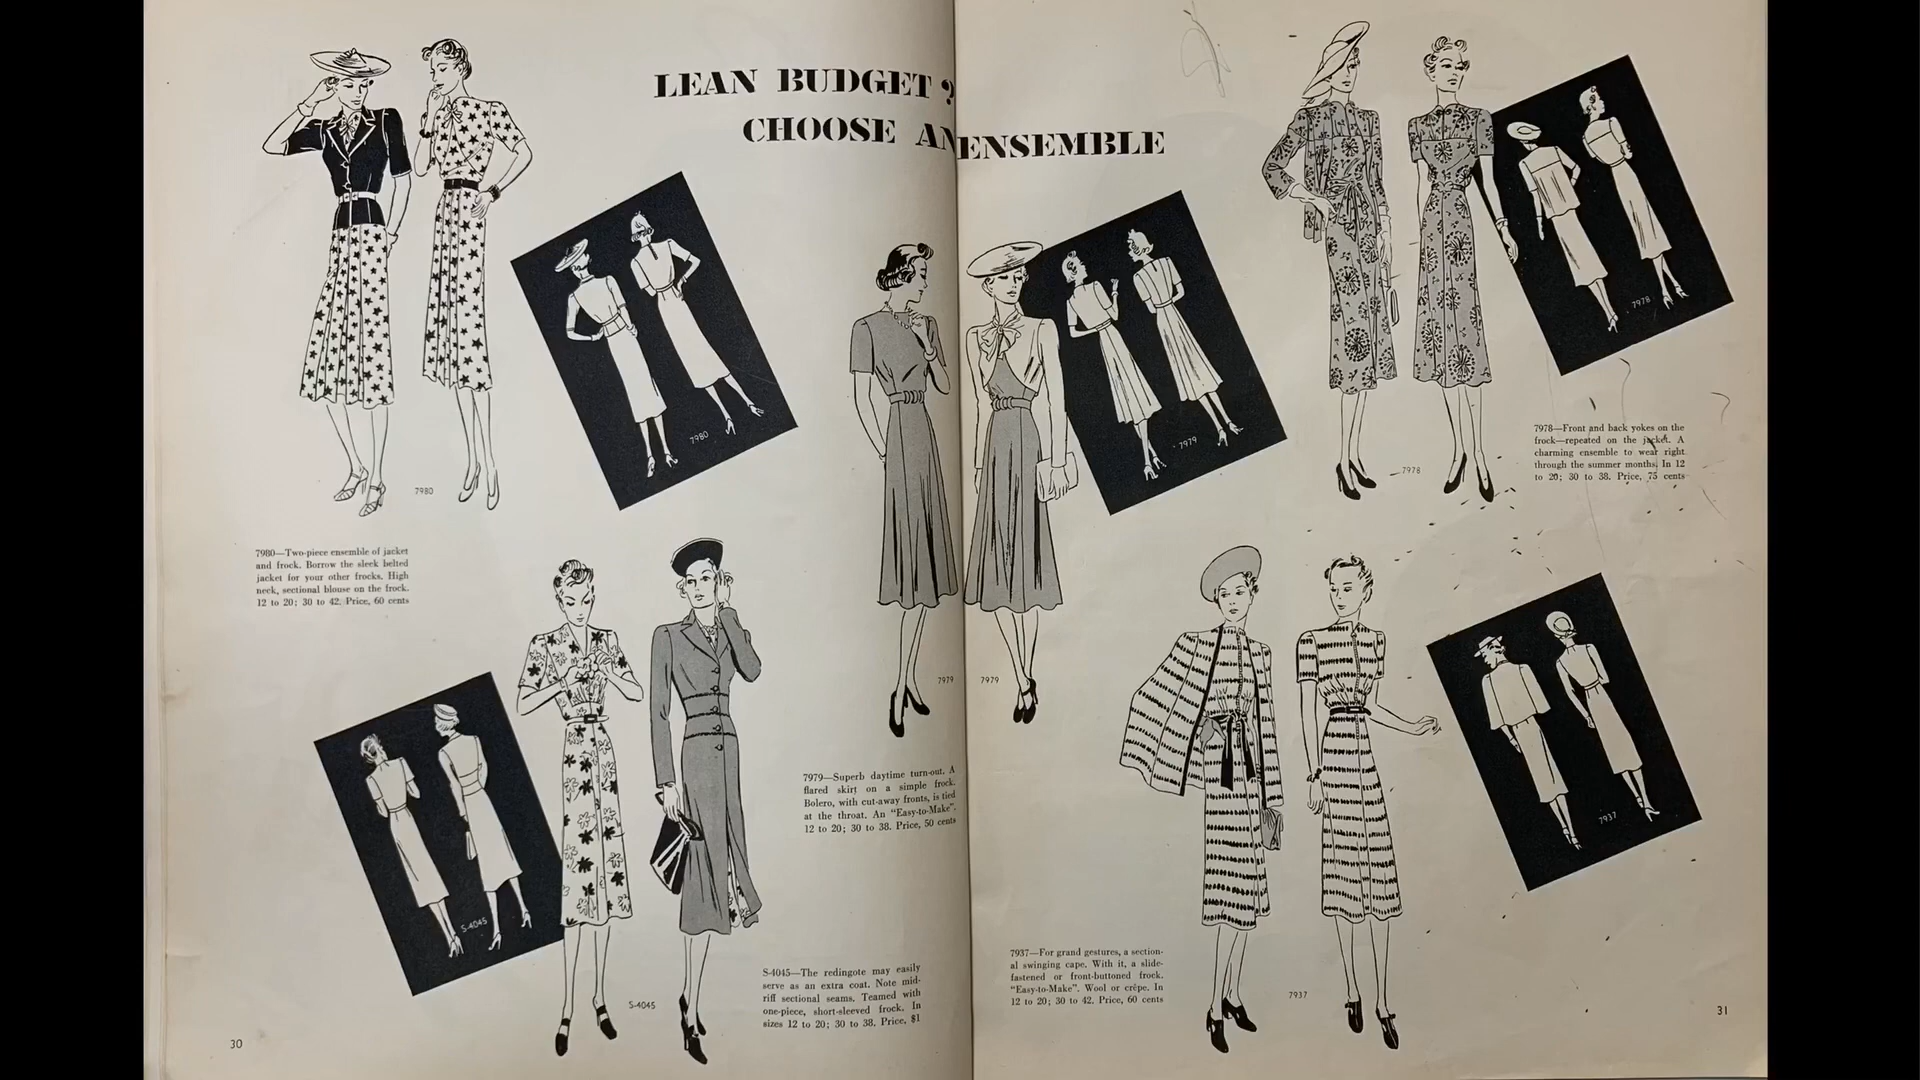 LEAN BUDGET?
CHOOSE AN ENSEMBLE
7980
7980
7980—Two-piece ensemble of jacket
and frock. Borrow the sleek belted
jacket for your other frocks. High
neck, sectional blouse on the frock.
12 to 20; 30 to 42. Price, 60 cents
S-4045
S-4045
S-4045—The redingote may easily
serve as an extra coat. Note mid-
riff sectional seams. Teamed with
one-piece, short-sleeved frock. In
sizes 12 to 20; 30 to 38. Price, $1
7979
7979
7979
7979—Superb daytime turn-out. A
flared skirt on a simple frock.
Bolero, with cut-away fronts, is tied
at the throat. An "Easy-to-Make".
12 to 20; 30 to 38. Price, 50 cents
30
7978
7978
7978—Front and back yokes on the
frock—repeated on the jacket. A
charming ensemble to wear right
through the summer months. In 12
to 20; 30 to 38. Price, 75 cents
7937
7937—For grand gestures, a section-
al swinging cape. With it, a slide-
fastened or front-buttoned frock.
"Easy-to-Make". Wool or crêpe. In
12 to 20; 30 to 42. Price, 60 cents
7937
31